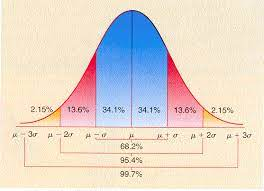 2.15% 13.6% 34.1% 34.1% 13.6% 2.15%
μ − 3σ μ − 2σ μ − σ μ μ + σ μ + 2σ μ + 3σ
68.2%
95.4%
99.7%